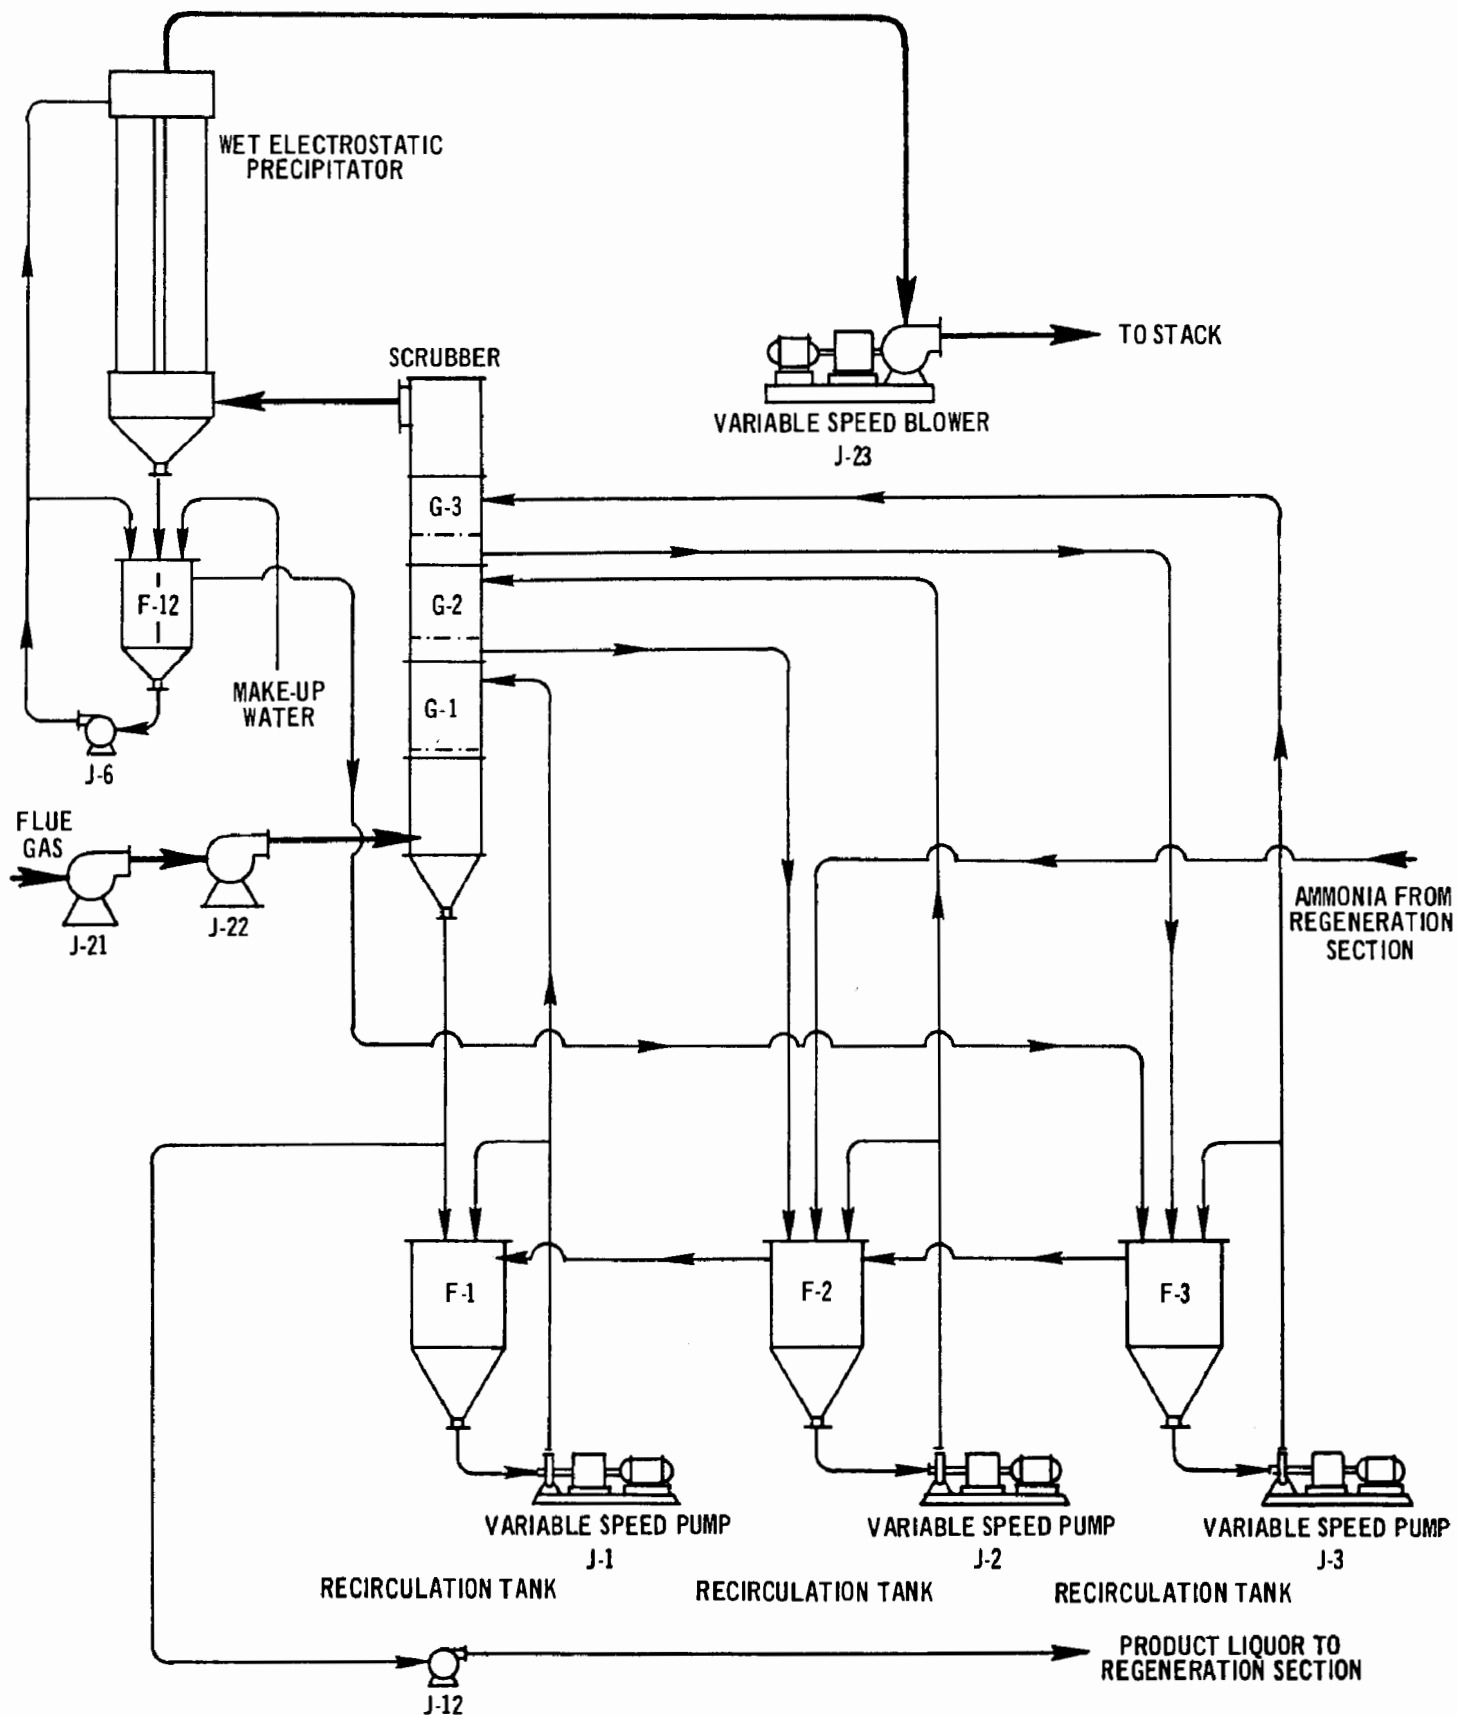 WET ELECTROSTATIC
PRECIPITATOR
SCRUBBER
TO STACK
VARIABLE SPEED BLOWER
J-23
G-3
G-2
F-12
MAKE-UP
WATER
G-1
J-6
FLUE
GAS
J-21
J-22
AMMONIA FROM
REGENERATION
SECTION
F-1
F-2
F-3
VARIABLE SPEED PUMP
J-1
VARIABLE SPEED PUMP
J-2
VARIABLE SPEED PUMP
J-3
RECIRCULATION TANK
RECIRCULATION TANK
RECIRCULATION TANK
PRODUCT LIQUOR TO
REGENERATION SECTION
J-12